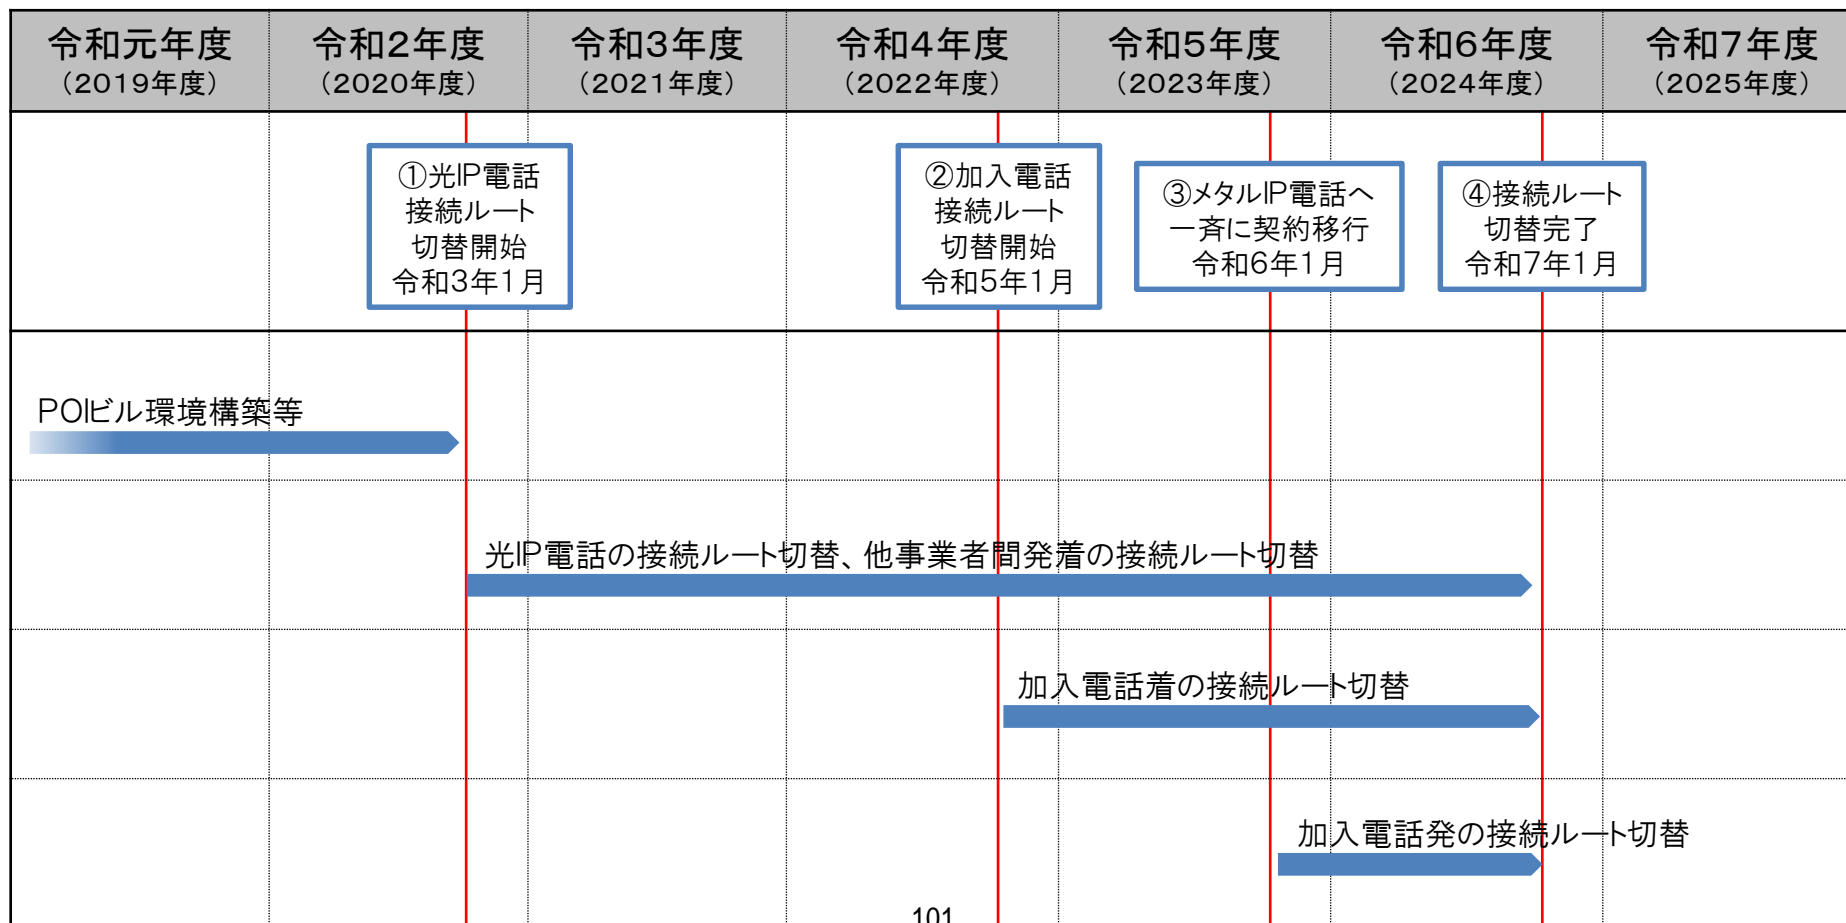 令和元年度
（2019年度）
令和2年度
（2020年度）
令和3年度
（2021年度）
令和4年度
（2022年度）
令和5年度
（2023年度）
令和6年度
（2024年度）
令和7年度
（2025年度）
①光IP電話
接続ルート
切替開始
令和3年1月
②加入電話
接続ルート
切替開始
令和5年1月
③メタルIP電話へ
一斉に契約移行
令和6年1月
④接続ルート
切替完了
令和7年1月
POIビル環境構築等
光IP電話の接続ルート切替、他事業者間発着の接続ルート切替
加入電話着の接続ルート切替
加入電話発の接続ルート切替
101